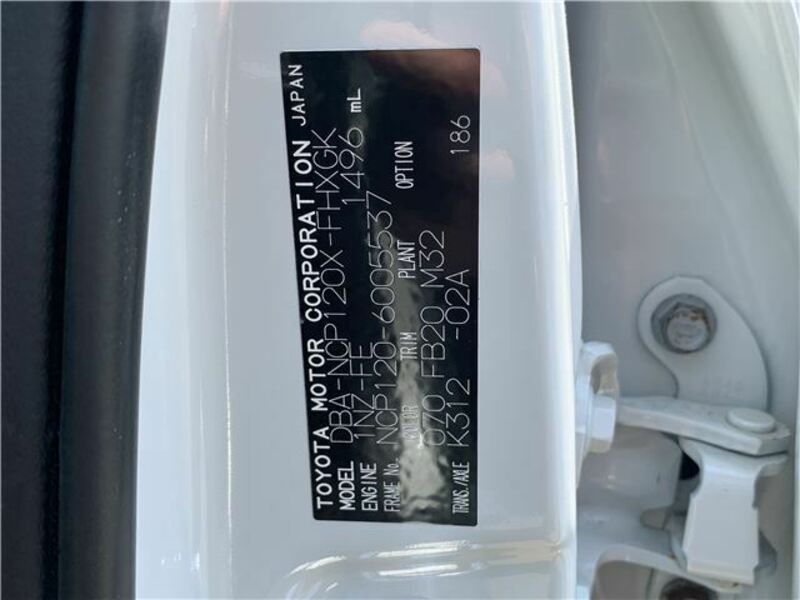 TOYOTA MOTOR CORPORATION JAPAN
MODEL DBA-NCP120X-FHXGK
ENGINE 1NZ-FE 1496 mL
FRAME No. NCP120-6005537
COLOR TRIM PLANT OPTION
070 FB20 M32 186
TRANS./AXLE K312 -02A